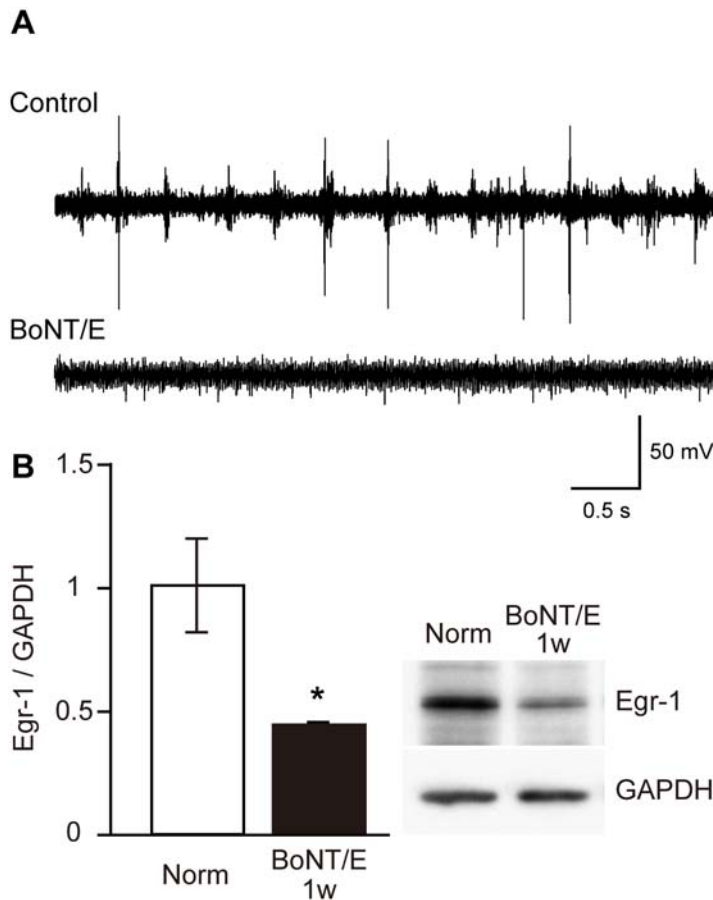 A
Control
BoNT/E
50 mV
0.5 s
B
1.5
1
0.5
0
Egr-1 / GAPDH
*
Norm
BoNT/E
1w
Norm
BoNT/E
1w
Egr-1
GAPDH